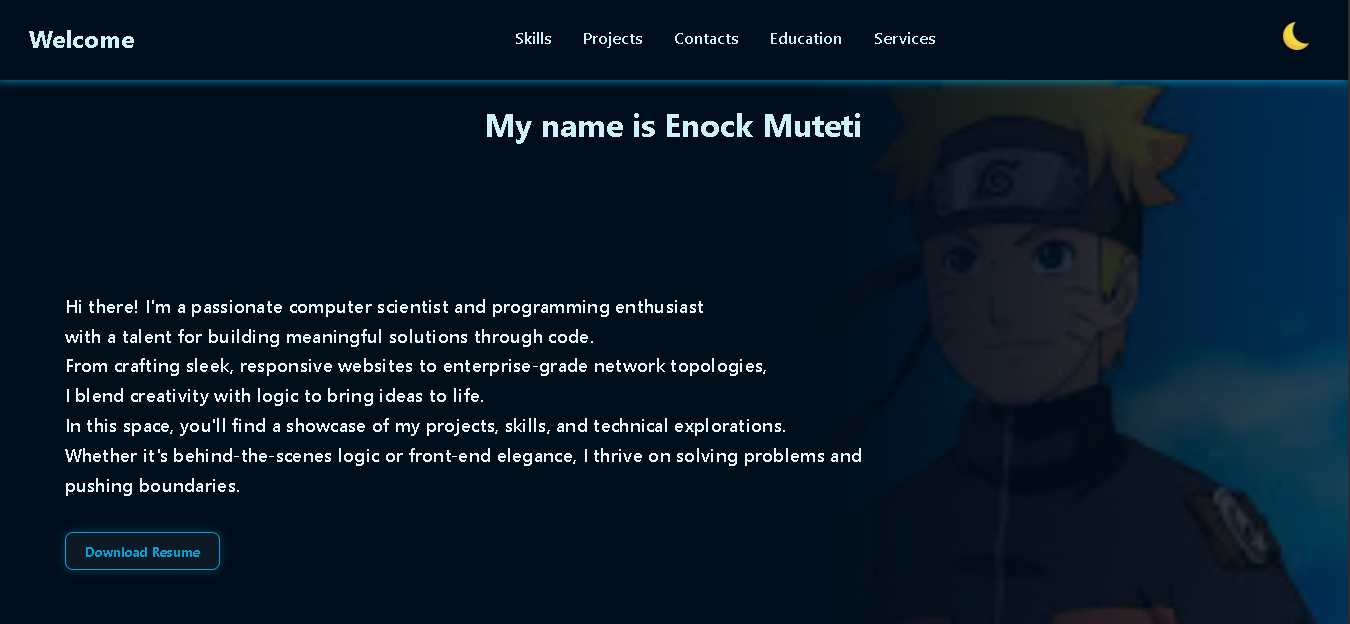 Welcome
Skills
Projects
Contacts
Education
Services
My name is Enock Muteti
Hi there! I'm a passionate computer scientist and programming enthusiast
with a talent for building meaningful solutions through code.
From crafting sleek, responsive websites to enterprise-grade network topologies,
I blend creativity with logic to bring ideas to life.
In this space, you'll find a showcase of my projects, skills, and technical explorations.
Whether it's behind-the-scenes logic or front-end elegance, I thrive on solving problems and
pushing boundaries.
Download Resume